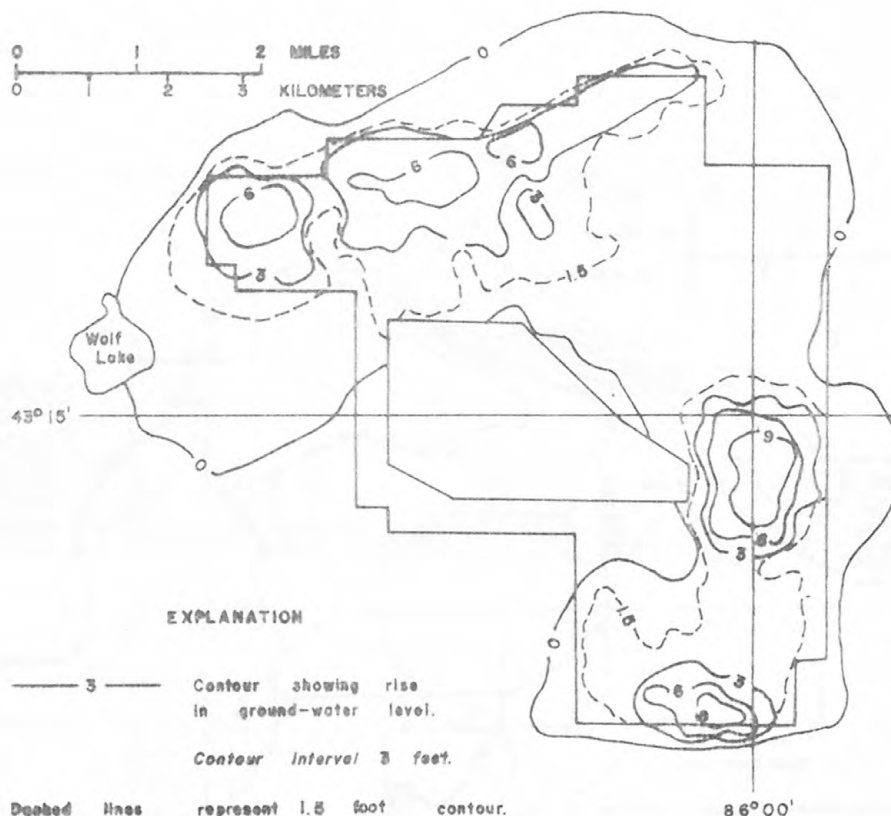 0 1 2 MILES
0 1 2 3 KILOMETERS
0
6
6
6
3
0
3
1.5
Wolf
Lake
43° 15'
9
0
6
3
EXPLANATION
1.5
0
3 Contour showing rise
in ground-water level.
3
6
9
Contour Interval 3 feet.
Dashed lines represent 1.5 foot contour.
86° 00'